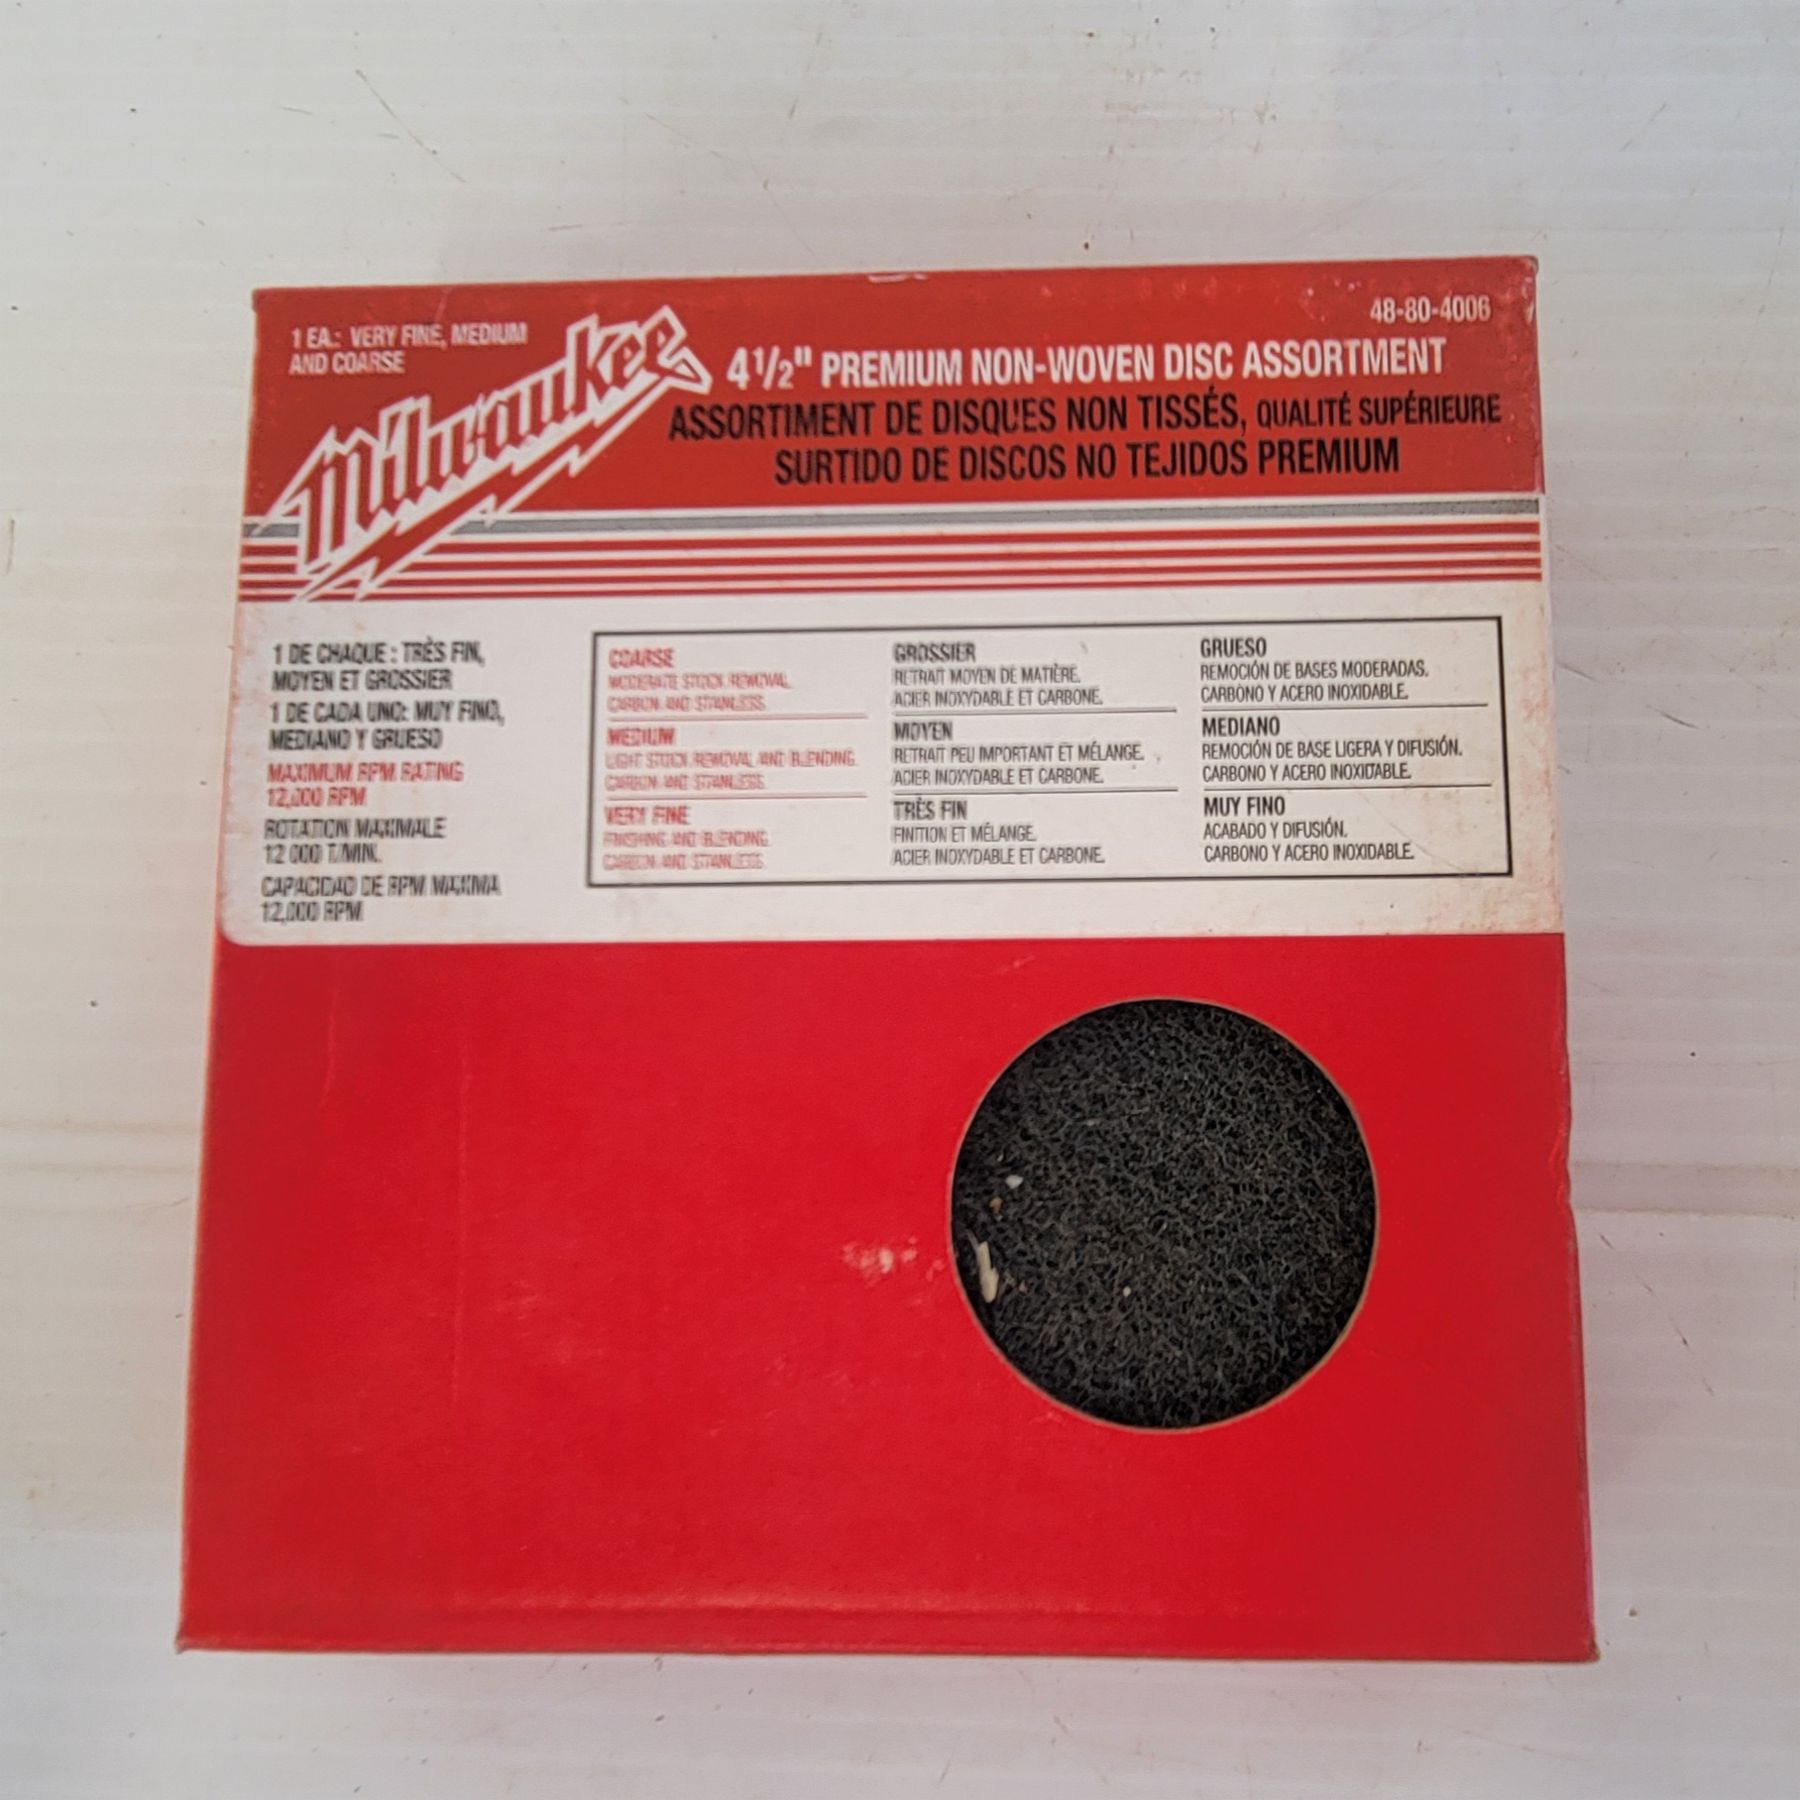 48-80-4006
1 EA.: VERY FINE, MEDIUM
AND COARSE
Milwaukee
4 1/2" PREMIUM NON-WOVEN DISC ASSORTMENT
ASSORTIMENT DE DISQUES NON TISSÉS, QUALITÉ SUPÉRIEURE
SURTIDO DE DISCOS NO TEJIDOS PREMIUM
1 DE CHAQUE : TRÈS FIN,
MOYEN ET GROSSIER
1 DE CADA UNO: MUY FINO,
MEDIANO Y GRUESO
MAXIMUM RPM RATING
12,000 RPM
ROTATION MAXIMALE
12 000 T/MIN.
CAPACIDAD DE RPM MAXIMA
12,000 RPM
COARSE
MODERATE STOCK REMOVAL
CARBON AND STAINLESS
MEDIUM
LIGHT STOCK REMOVAL AND BLENDING
CARBON AND STAINLESS
VERY FINE
FINISHING AND BLENDING
CARBON AND STAINLESS
GROSSIER
RETRAIT MOYEN DE MATIÈRE.
ACIER INOXYDABLE ET CARBONE.
MOYEN
RETRAIT PEU IMPORTANT ET MÉLANGE.
ACIER INOXYDABLE ET CARBONE.
TRÈS FIN
FINITION ET MÉLANGE.
ACIER INOXYDABLE ET CARBONE.
GRUESO
REMOCIÓN DE BASES MODERADAS.
CARBONO Y ACERO INOXIDABLE.
MEDIANO
REMOCIÓN DE BASE LIGERA Y DIFUSIÓN.
CARBONO Y ACERO INOXIDABLE.
MUY FINO
ACABADO Y DIFUSIÓN.
CARBONO Y ACERO INOXIDABLE.